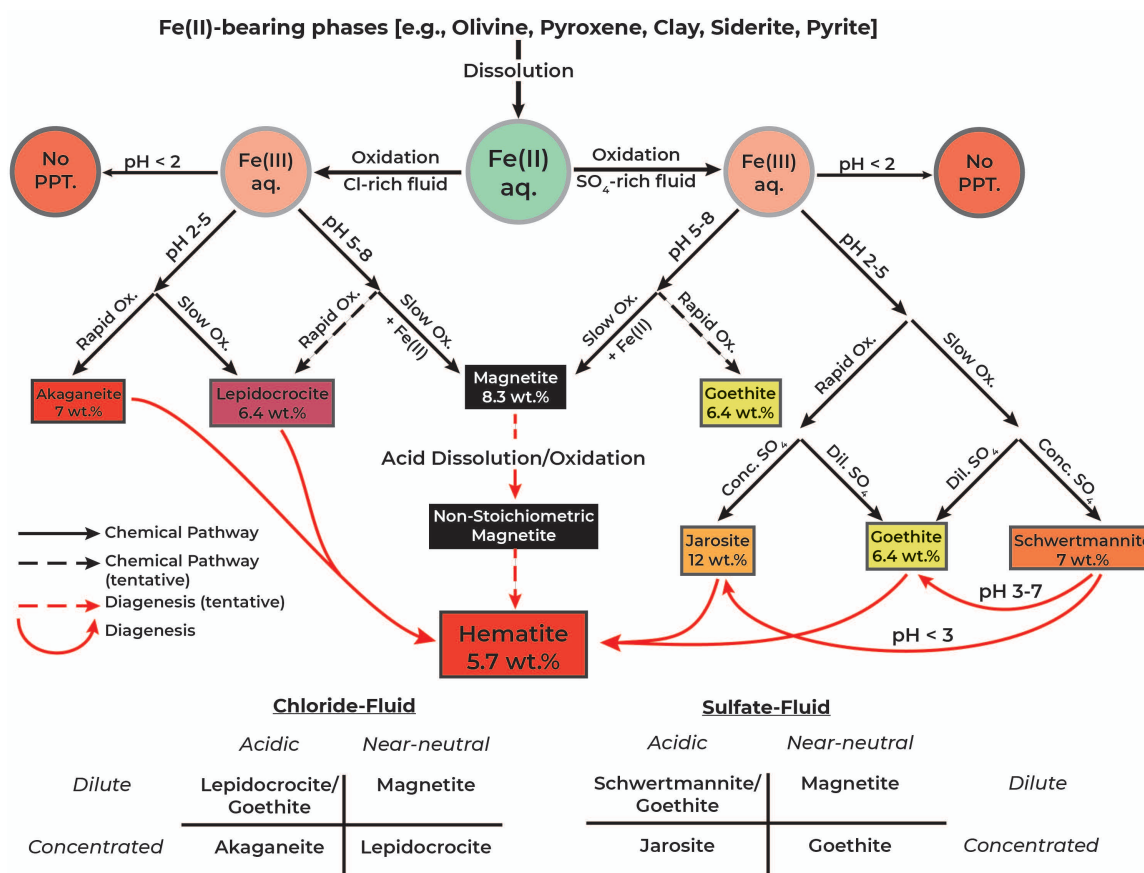 Fe(II)-bearing phases [e.g., Olivine, Pyroxene, Clay, Siderite, Pyrite]
Dissolution
No
PPT.
pH < 2
Fe(III)
aq.
Oxidation
Cl-rich fluid
Fe(II)
aq.
Oxidation
SO₄-rich fluid
Fe(III)
aq.
pH < 2
No
PPT.
pH 2-5
pH 5-8
pH 5-8
pH 2-5
Rapid Ox.
Slow Ox.
Rapid Ox.
Slow Ox.
+ Fe(II)
Slow Ox.
+ Fe(II)
Rapid Ox.
Rapid Ox.
Slow Ox.
Akaganeite
7 wt.%
Lepidocrocite
6.4 wt.%
Magnetite
8.3 wt.%
Goethite
6.4 wt.%
Acid Dissolution/Oxidation
Conc. SO₄
Dil. SO₄
Dil. SO₄
Conc. SO₄
Non-Stoichiometric
Magnetite
Jarosite
12 wt.%
Goethite
6.4 wt.%
Schwertmannite
7 wt.%
Chemical Pathway
Chemical Pathway
(tentative)
Diagenesis (tentative)
Diagenesis
pH 3-7
pH < 3
Hematite
5.7 wt.%
Chloride-Fluid
Acidic
Near-neutral
Dilute
Lepidocrocite/
Goethite
Magnetite
Concentrated
Akaganeite
Lepidocrocite
Sulfate-Fluid
Acidic
Near-neutral
Schwertmannite/
Goethite
Magnetite
Dilute
Jarosite
Goethite
Concentrated